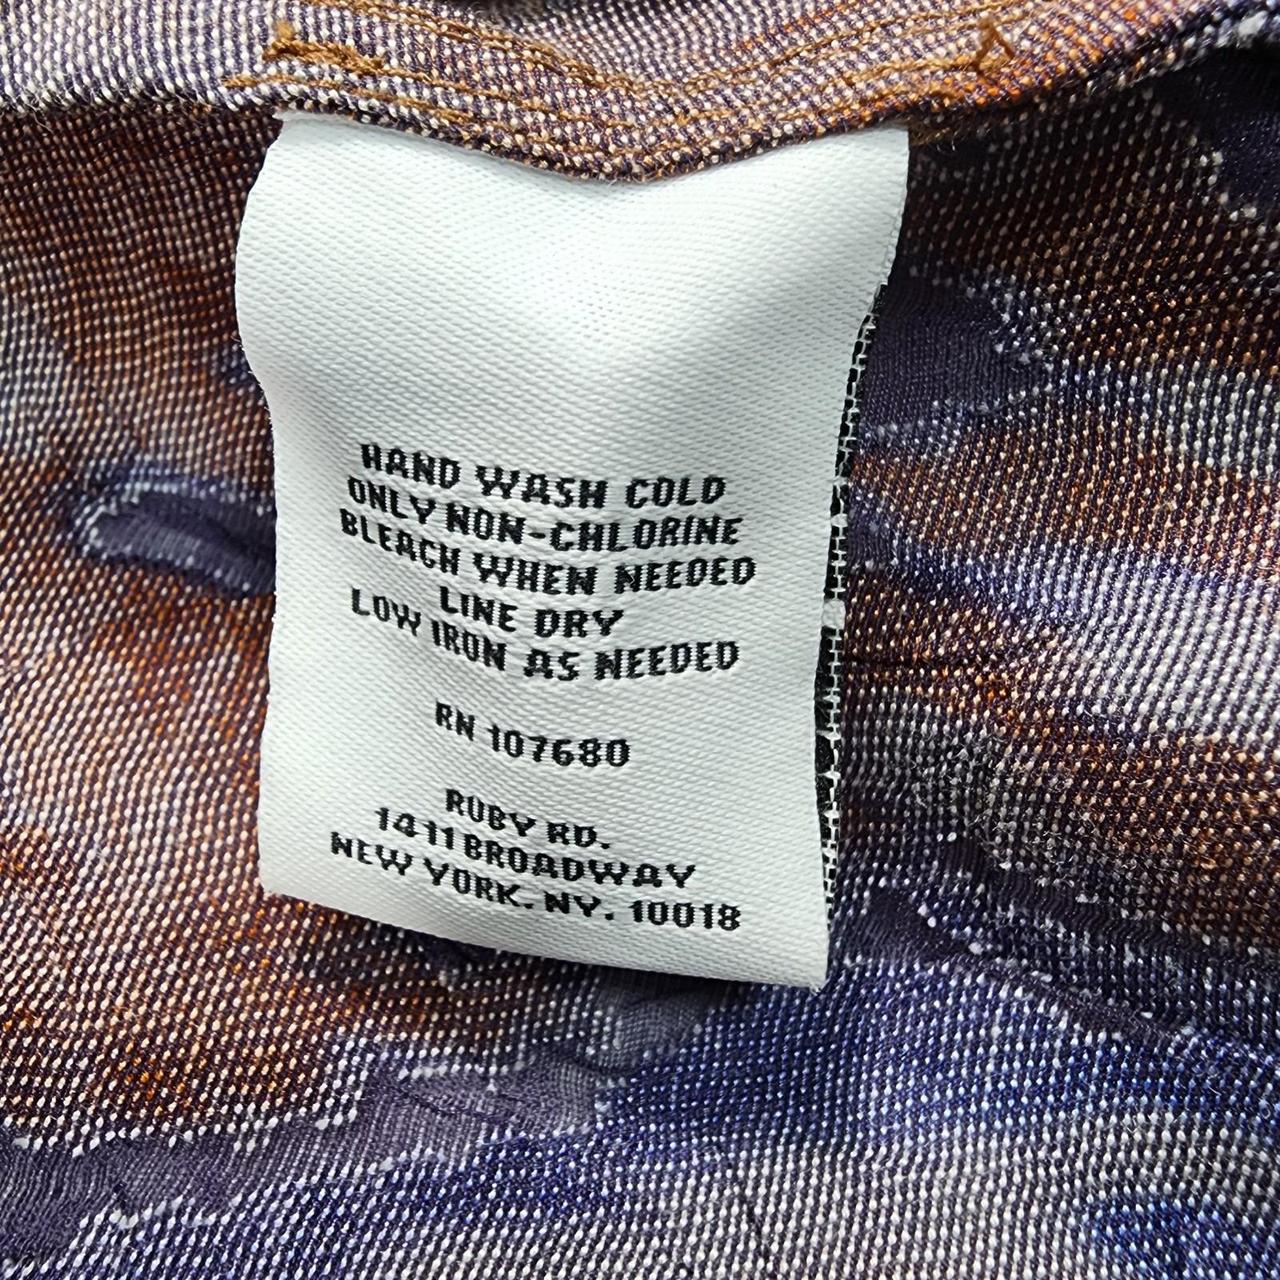 HAND WASH COLD
ONLY NON-CHLORINE
BLEACH WHEN NEEDED
LINE DRY
LOW IRON AS NEEDED
RN 107680
RUBY RD.
1411 BROADWAY
NEW YORK. NY. 10018